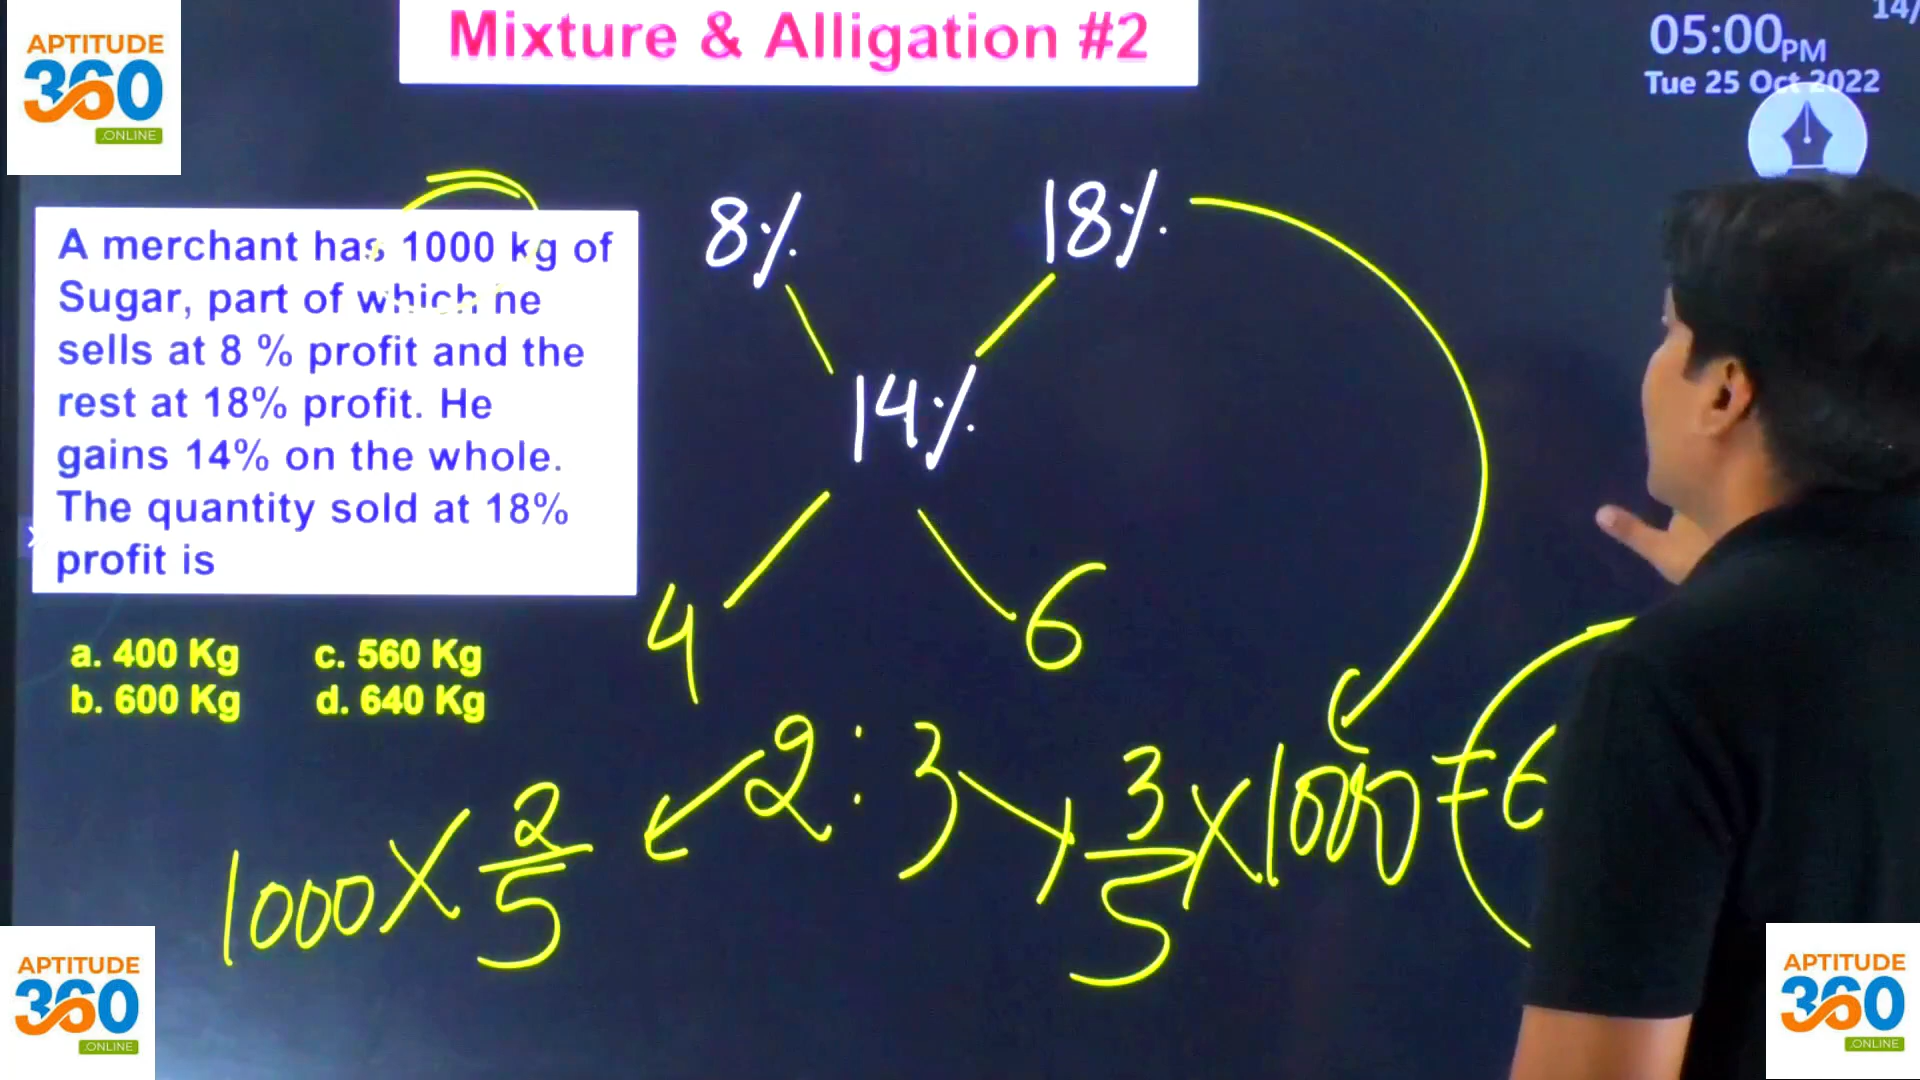 APTITUDE
360
.ONLINE
Mixture & Alligation #2
14/
05:00PM
Tue 25 Oct 2022
A merchant has 1000 kg of
Sugar, part of which he
sells at 8 % profit and the
rest at 18% profit. He
gains 14% on the whole.
The quantity sold at 18%
profit is
a. 400 Kg c. 560 Kg
b. 600 Kg d. 640 Kg
8% 18%
14%
4 6
2 : 3
1000 × 2/5
3/5 × 1000 = 6
APTITUDE
360
.ONLINE
APTITUDE
360
.ONLINE